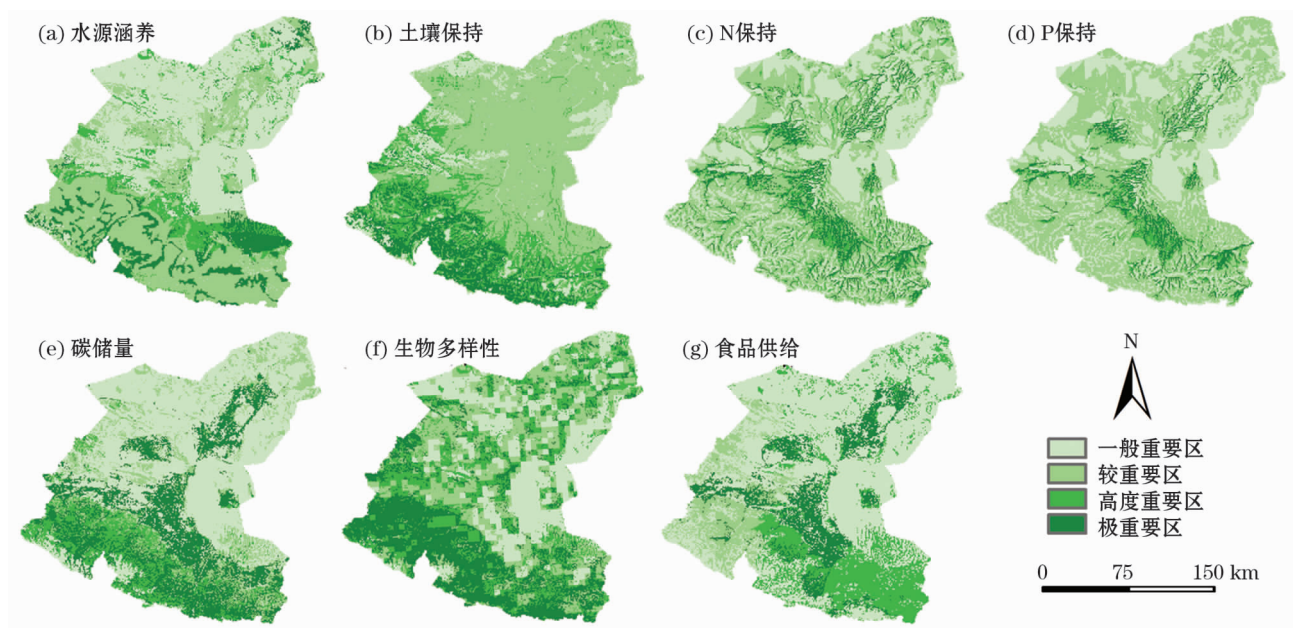 (a) 水源涵养
(b) 土壤保持
(c) N保持
(d) P保持
(e) 碳储量
(f) 生物多样性
(g) 食品供给
N
一般重要区
较重要区
高度重要区
极重要区
0 75 150 km